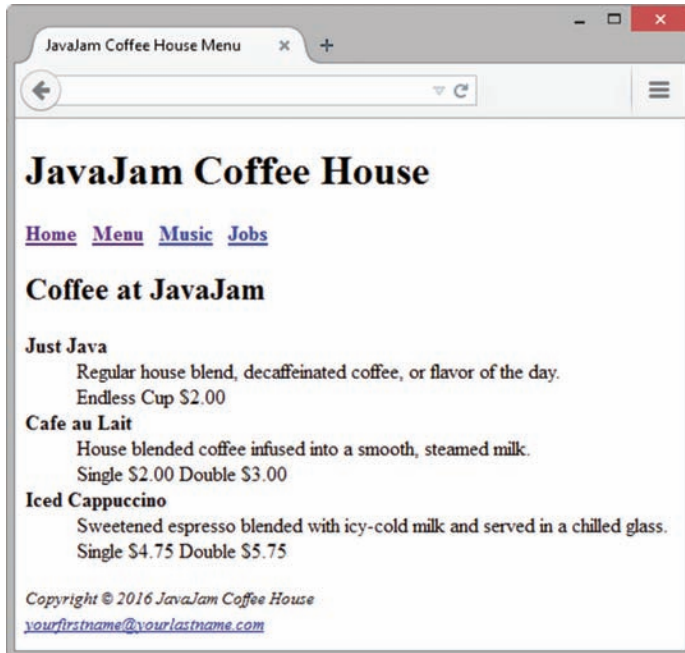 JavaJam Coffee House Menu
JavaJam Coffee House
Home Menu Music Jobs
Coffee at JavaJam
Just Java
Regular house blend, decaffeinated coffee, or flavor of the day.
Endless Cup $2.00
Cafe au Lait
House blended coffee infused into a smooth, steamed milk.
Single $2.00 Double $3.00
Iced Cappuccino
Sweetened espresso blended with icy-cold milk and served in a chilled glass.
Single $4.75 Double $5.75
Copyright © 2016 JavaJam Coffee House
yourfirstname@yourlastname.com